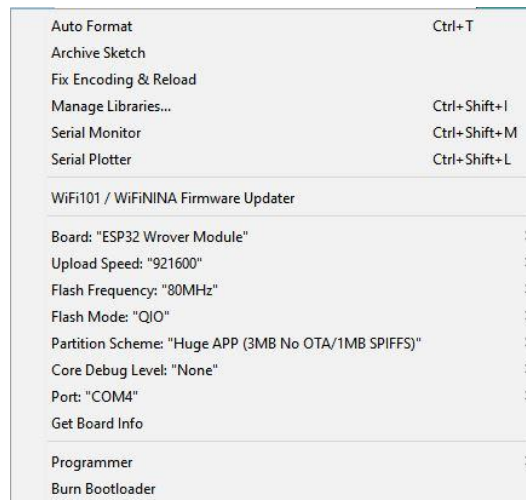 Auto Format Ctrl+T
Archive Sketch
Fix Encoding & Reload
Manage Libraries... Ctrl+Shift+I
Serial Monitor Ctrl+Shift+M
Serial Plotter Ctrl+Shift+L
WiFi101 / WiFiNINA Firmware Updater
Board: "ESP32 Wrover Module"
Upload Speed: "921600"
Flash Frequency: "80MHz"
Flash Mode: "QIO"
Partition Scheme: "Huge APP (3MB No OTA/1MB SPIFFS)"
Core Debug Level: "None"
Port: "COM4"
Get Board Info
Programmer
Burn Bootloader